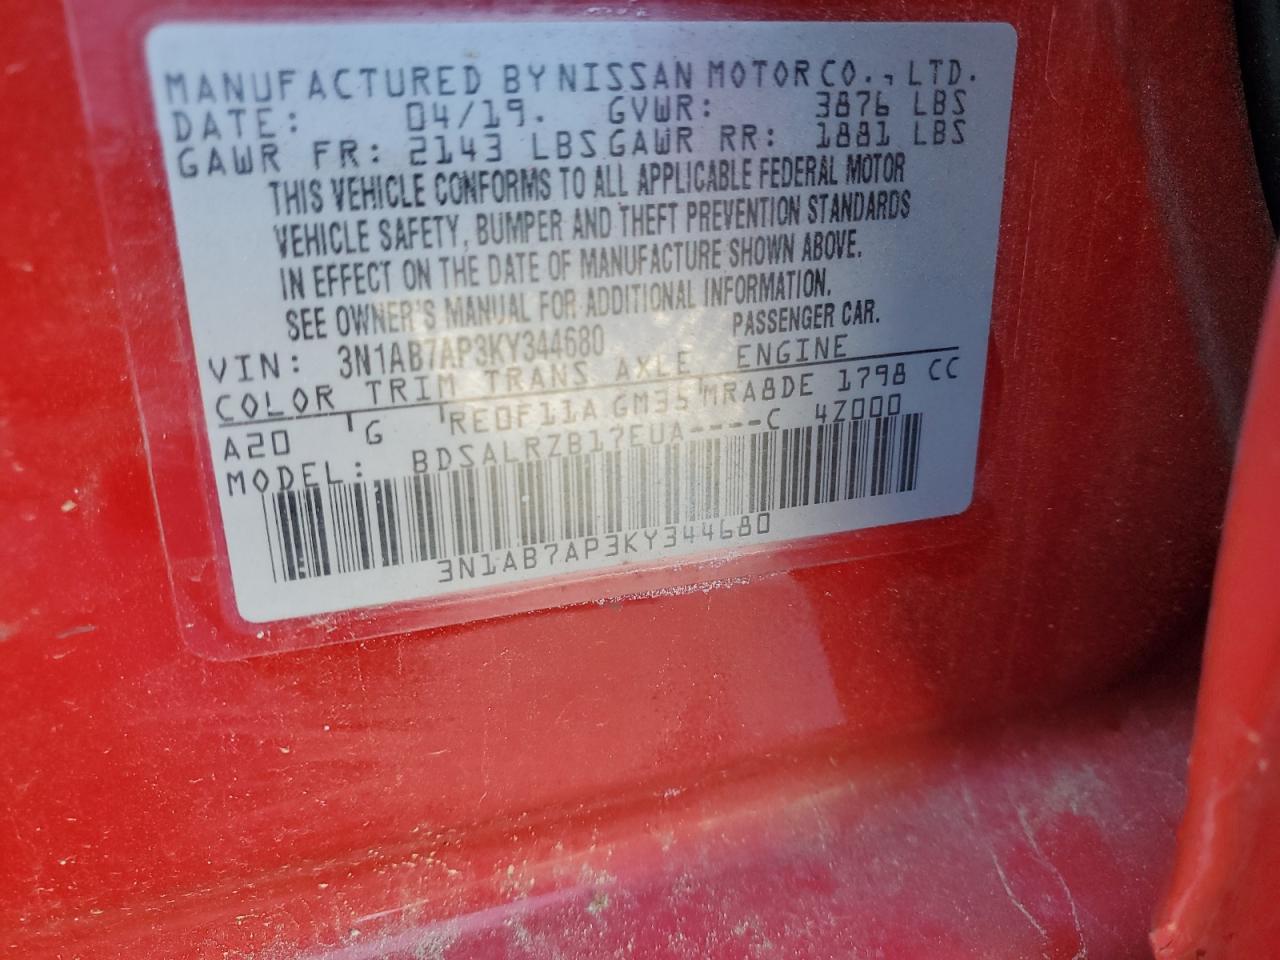 MANUFACTURED BY NISSAN MOTOR CO., LTD.
DATE: 04/19. GVWR: 3876 LBS
GAWR FR: 2143 LBS GAWR RR: 1881 LBS
THIS VEHICLE CONFORMS TO ALL APPLICABLE FEDERAL MOTOR
VEHICLE SAFETY, BUMPER AND THEFT PREVENTION STANDARDS
IN EFFECT ON THE DATE OF MANUFACTURE SHOWN ABOVE.
SEE OWNER'S MANUAL FOR ADDITIONAL INFORMATION.
VIN: 3N1AB7AP3KY344680 PASSENGER CAR.
COLOR TRIM TRANS AXLE ENGINE
A20 G RE0F11A GM35 MRA8DE 1798 CC
MODEL: BDSALRZB17EUA----C 4Z000
3N1AB7AP3KY344680